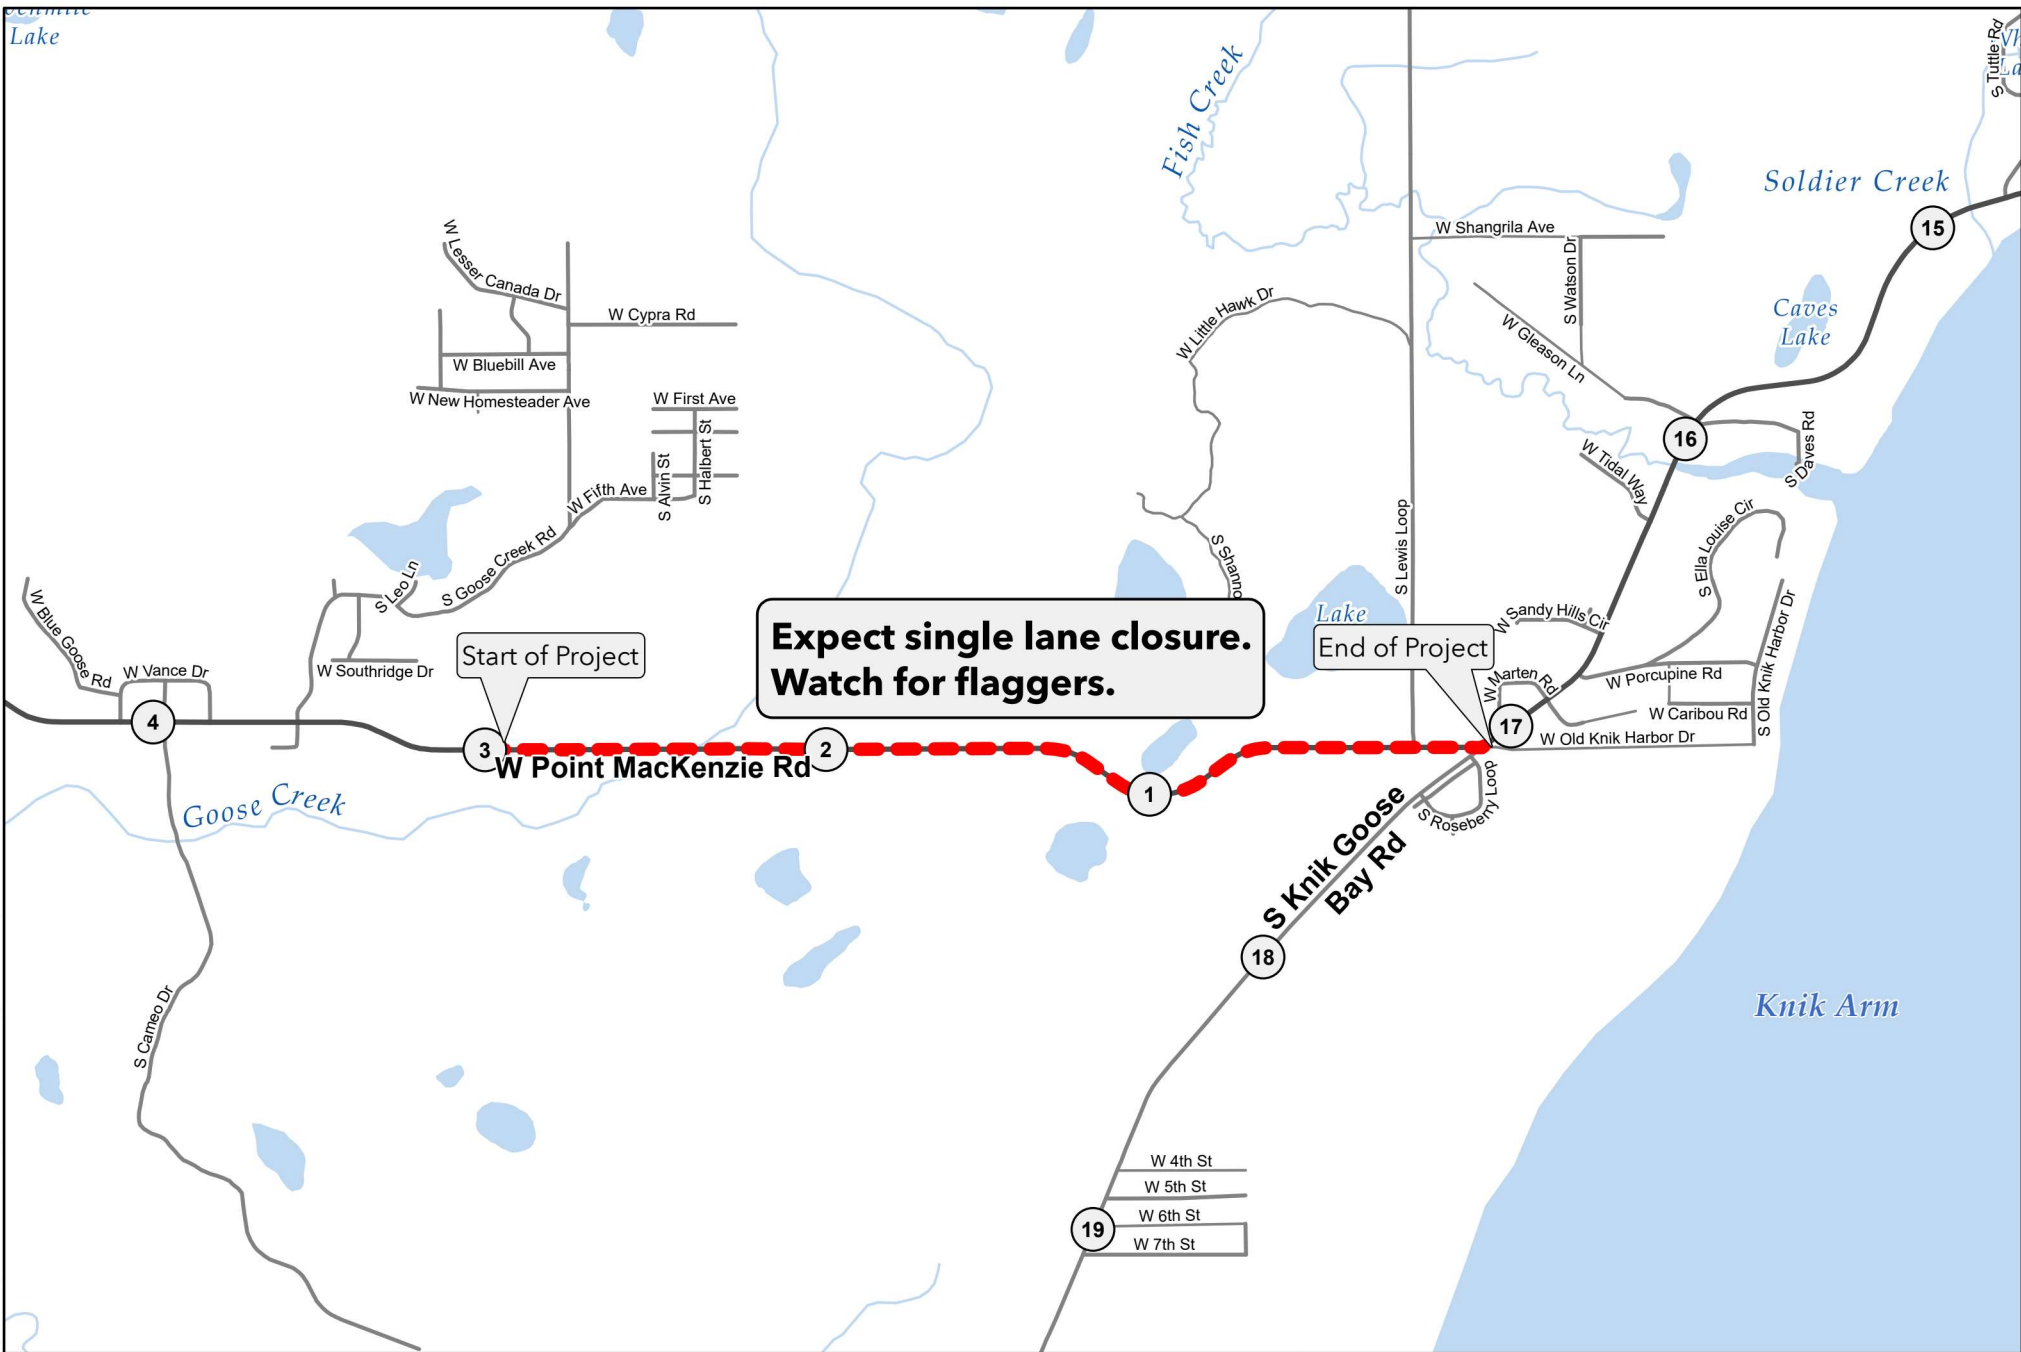 Lake
Fish Creek
S Tuttle Rd
Soldier Creek
15
W Shangrila Ave
S Watson Dr
W Lesser Canada Dr
W Cypra Rd
Caves
Lake
W Little Hawk Dr
W Gleason Ln
W Bluebill Ave
W New Homesteader Ave
W First Ave
S Halbert St
S Alvin St
W Fifth Ave
16
S Daves Rd
W Tidal Way
S Goose Creek Rd
S Leo Ln
S Shanno
S Lewis Loop
S Ella Louise Cir
W Blue Goose Rd
W Vance Dr
W Southridge Dr
Start of Project
Expect single lane closure.
Watch for flaggers.
Lake
End of Project
W Sandy Hills Cir
W Marten Rd
W Porcupine Rd
W Caribou Rd
S Old Knik Harbor Dr
W Old Knik Harbor Dr
4
3
2
1
17
W Point MacKenzie Rd
Goose Creek
S Roseberry Loop
S Knik Goose
Bay Rd
18
S Cameo Dr
Knik Arm
W 4th St
W 5th St
19
W 6th St
W 7th St